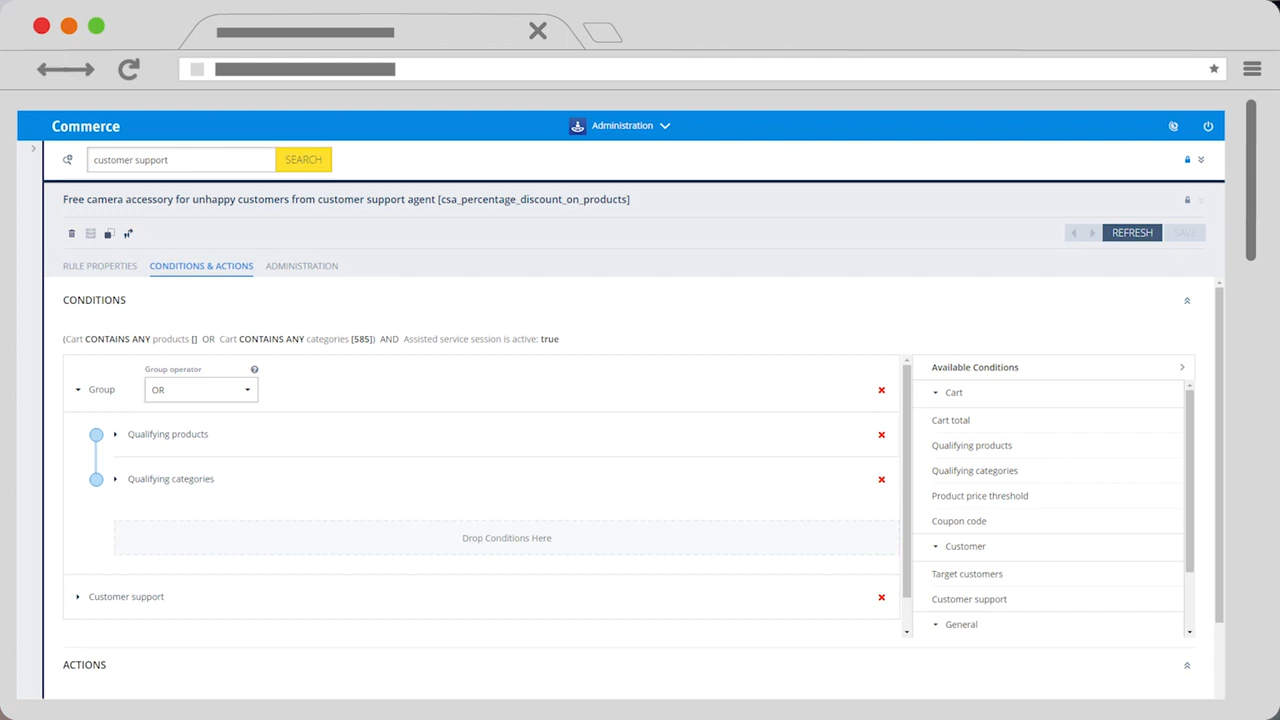 Commerce
Administration
customer support
SEARCH
Free camera accessory for unhappy customers from customer support agent [csa_percentage_discount_on_products]
REFRESH
SAVE
RULE PROPERTIES
CONDITIONS & ACTIONS
ADMINISTRATION
CONDITIONS
(Cart CONTAINS ANY products [] OR Cart CONTAINS ANY categories [585]) AND Assisted service session is active: true
Group operator
Group
OR
Qualifying products
Qualifying categories
Drop Conditions Here
Customer support
Available Conditions
Cart
Cart total
Qualifying products
Qualifying categories
Product price threshold
Coupon code
Customer
Target customers
Customer support
General
ACTIONS